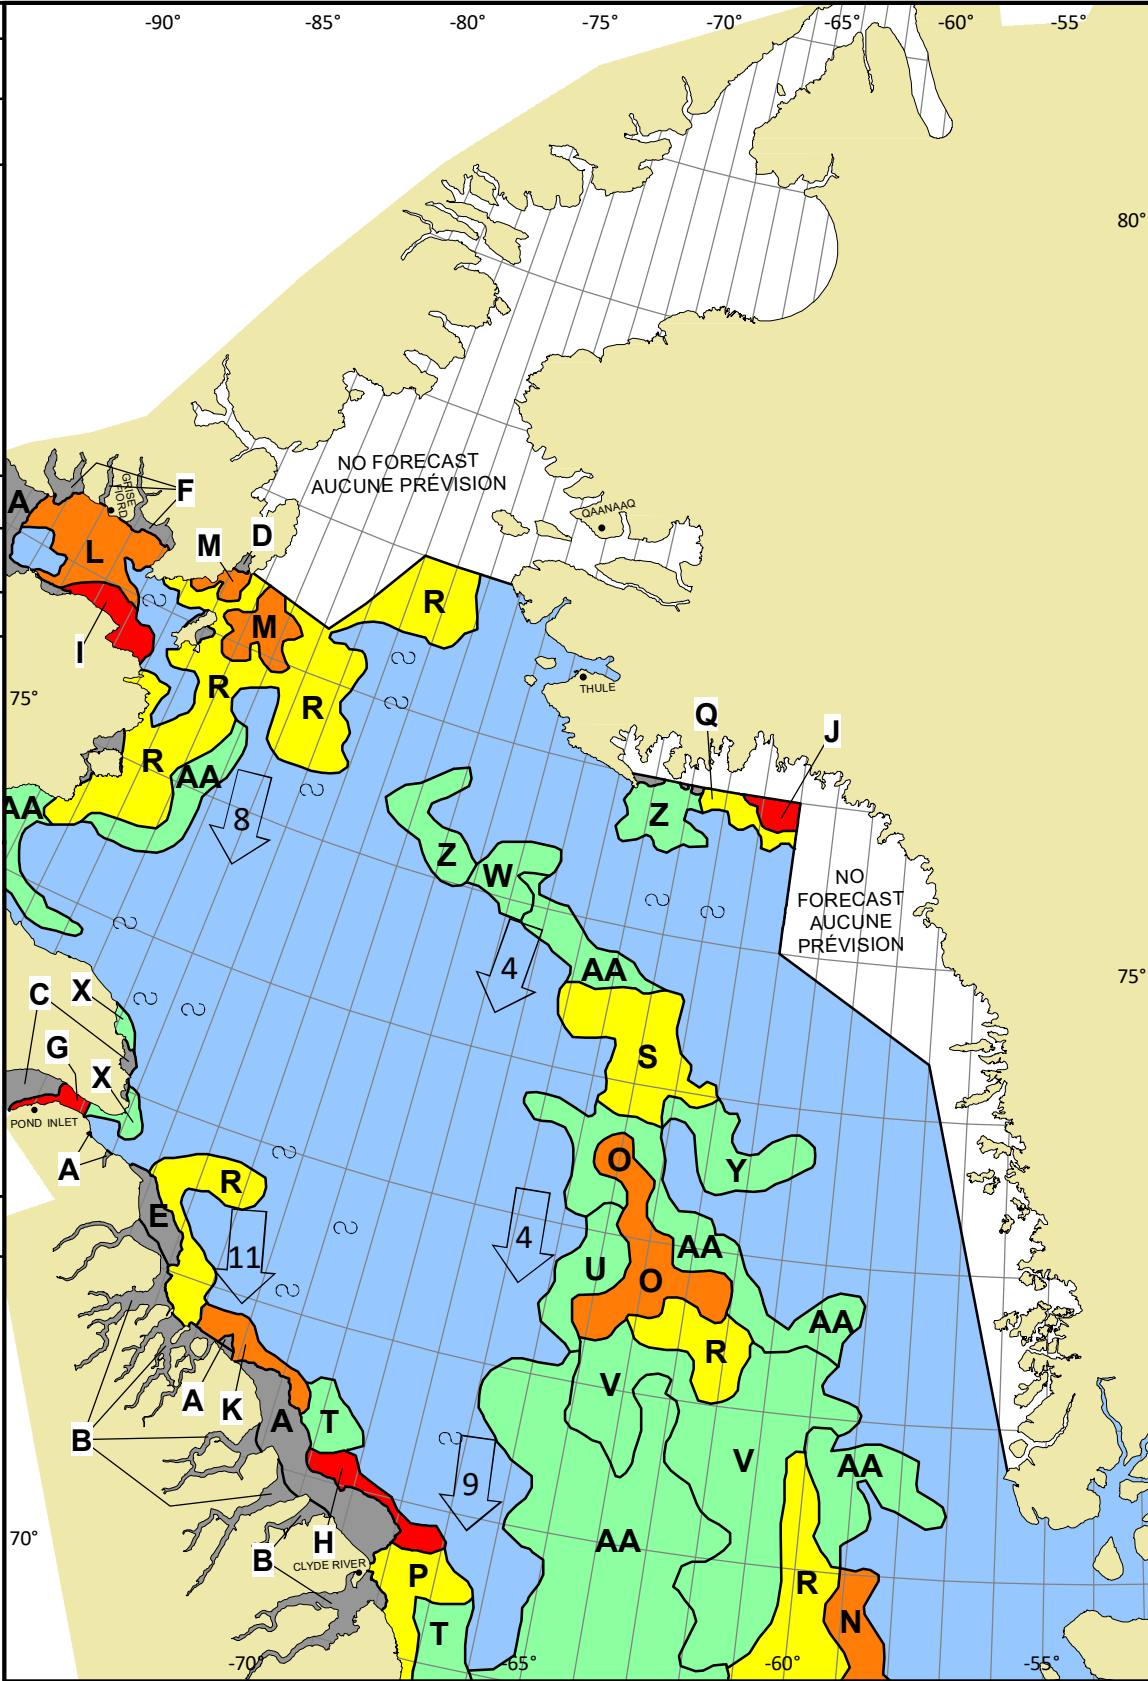 -90°
-85°
-80°
-75°
-70°
-65°
-60°
-55°
80°
NO FORECAST
AUCUNE PRÉVISION
GRISE
FIORD
F
A
QAANAAQ
D
M
L
R
M
I
R
THULE
75°
R
Q
J
R
AA
AA
Z
8
Z
W
NO
FORECAST
AUCUNE
PRÉVISION
4
AA
75°
X
C
G
S
X
POND INLET
O
A
Y
R
E
4
AA
11
U
O
AA
R
V
A
K
A
T
B
V
AA
9
70°
H
AA
B
CLYDE RIVER
P
R
N
T
-70°
-65°
-60°
-55°